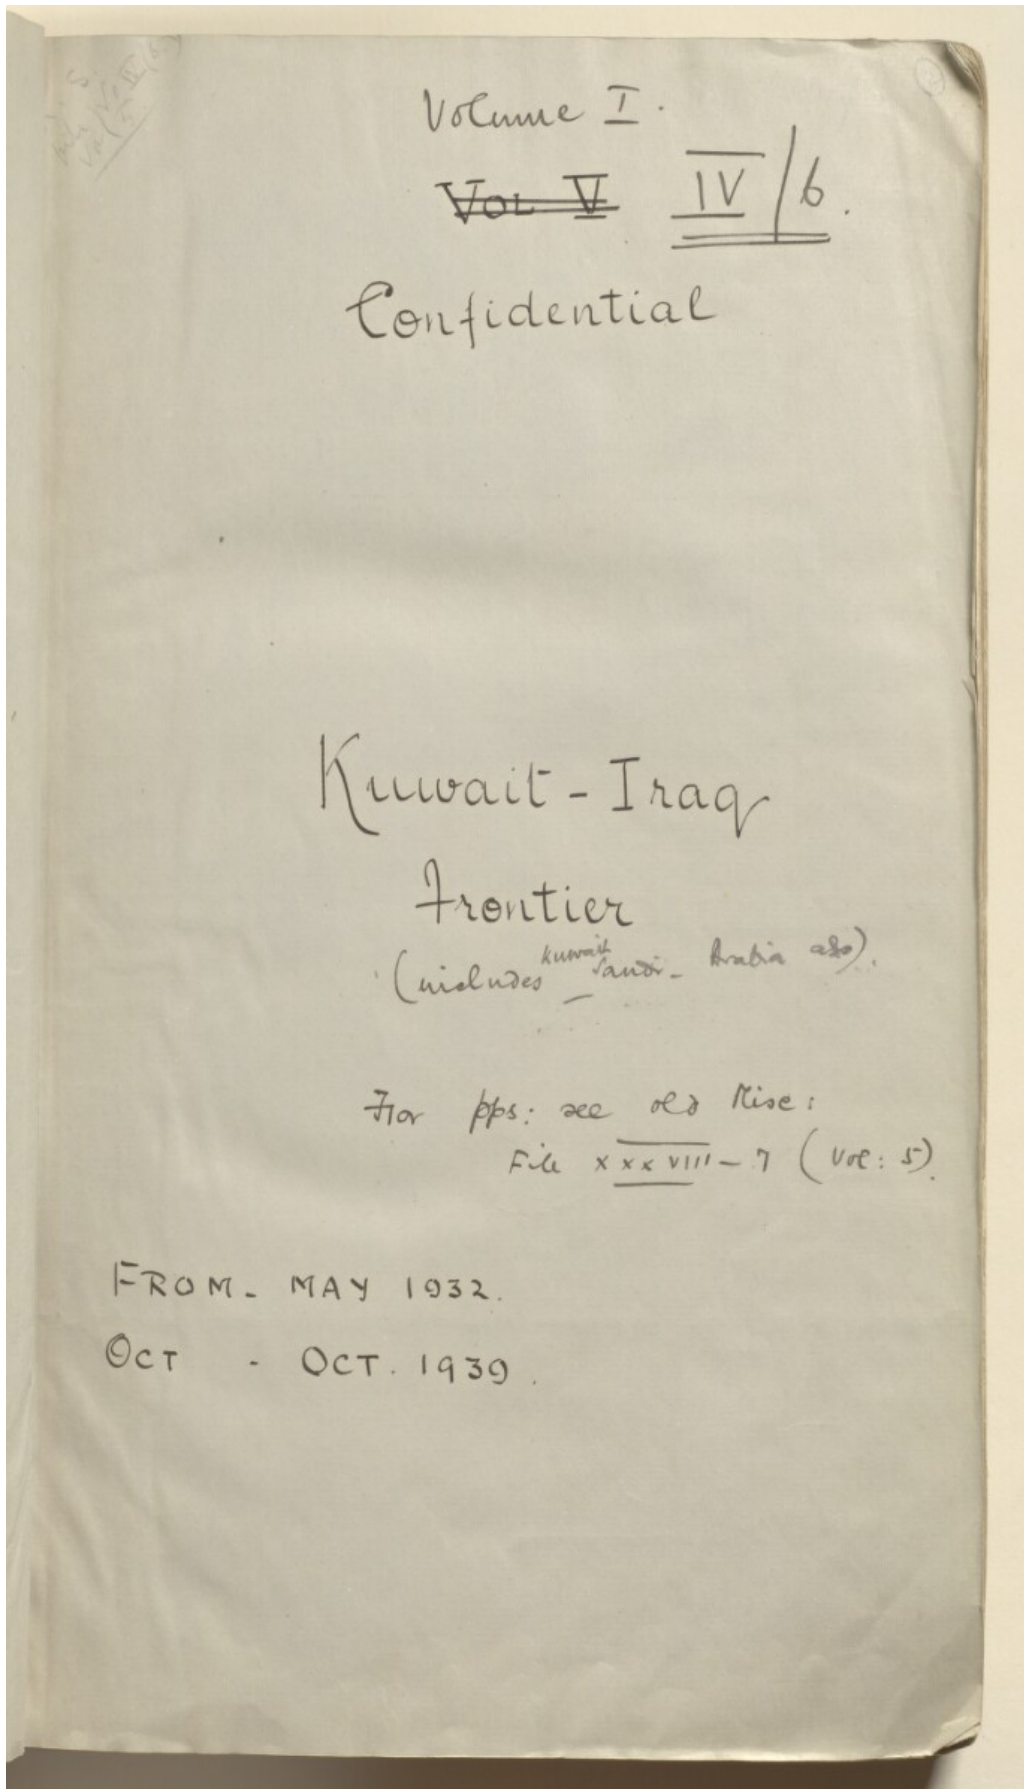 Volume I.
Vol V IV/6.
Confidential
Kuwait - Iraq
Frontier
(includes Kuwait Saudi - Arabia also).
For pps: see old Misc:
File XXXVIII - 7 (Vol: 5).
FROM - MAY 1932.
OCT - OCT. 1939.